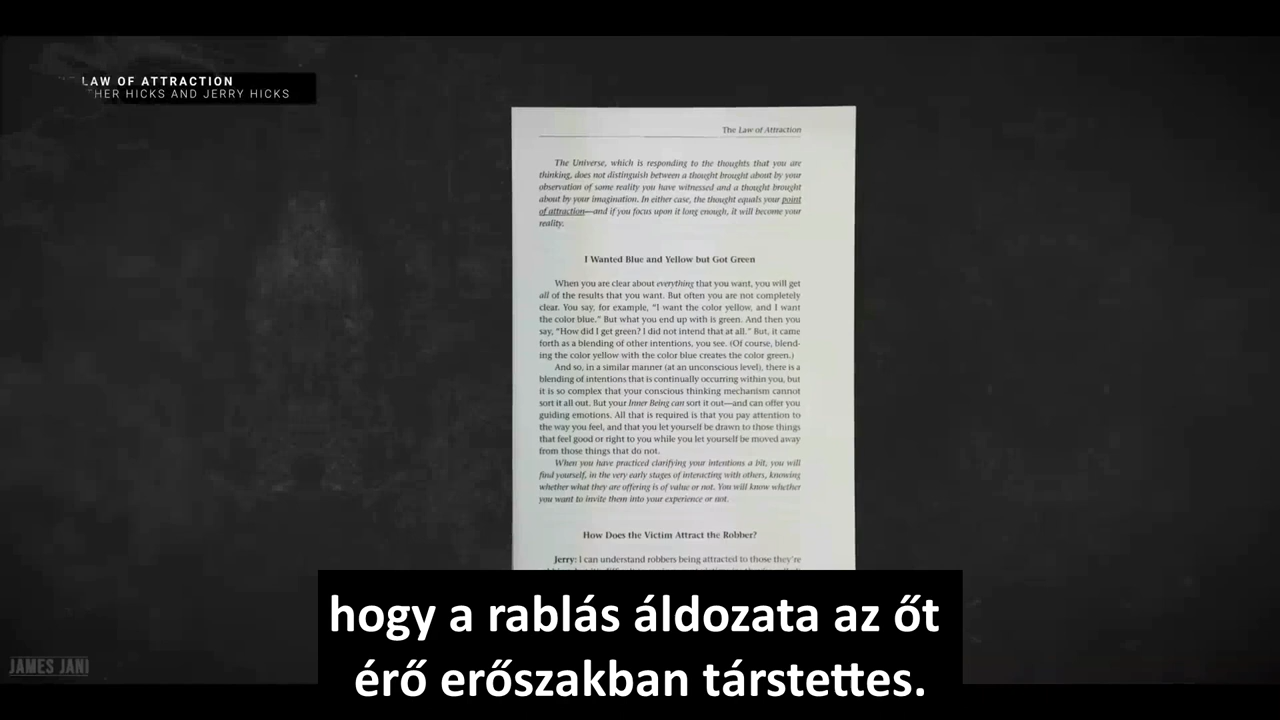 LAW OF ATTRACTION
HER HICKS AND JERRY HICKS
The Law of Attraction
The Universe, which is responding to the thoughts that you are
thinking, does not distinguish between a thought brought about by your
observation of some reality you have witnessed and a thought brought
about by your imagination. In either case, the thought equals your point
of attraction—and if you focus upon it long enough, it will become your
reality.
I Wanted Blue and Yellow but Got Green
When you are clear about everything that you want, you will get
all of the results that you want. But often you are not completely
clear. You say, for example, “I want the color yellow, and I want
the color blue.” But what you end up with is green. And then you
say, “How did I get green? I did not intend that at all.” But, it came
forth as a blending of other intentions, you see. (Of course, blend-
ing the color yellow with the color blue creates the color green.)
And so, in a similar manner (at an unconscious level), there is a
blending of intentions that is continually occurring within you, but
it is so complex that your conscious thinking mechanism cannot
sort it all out. But your Inner Being can sort it out—and can offer you
guiding emotions. All that is required is that you pay attention to
the way you feel, and that you let yourself be drawn to those things
that feel good or right to you while you let yourself be moved away
from those things that do not.
When you have practiced clarifying your intentions a bit, you will
find yourself, in the very early stages of interacting with others, knowing
whether what they are offering is of value or not. You will know whether
you want to invite them into your experience or not.
How Does the Victim Attract the Robber?
Jerry: I can understand robbers being attracted to those they’re
hogy a rablás áldozata az őt
érő erőszakban társtettes.
JAMES JANI